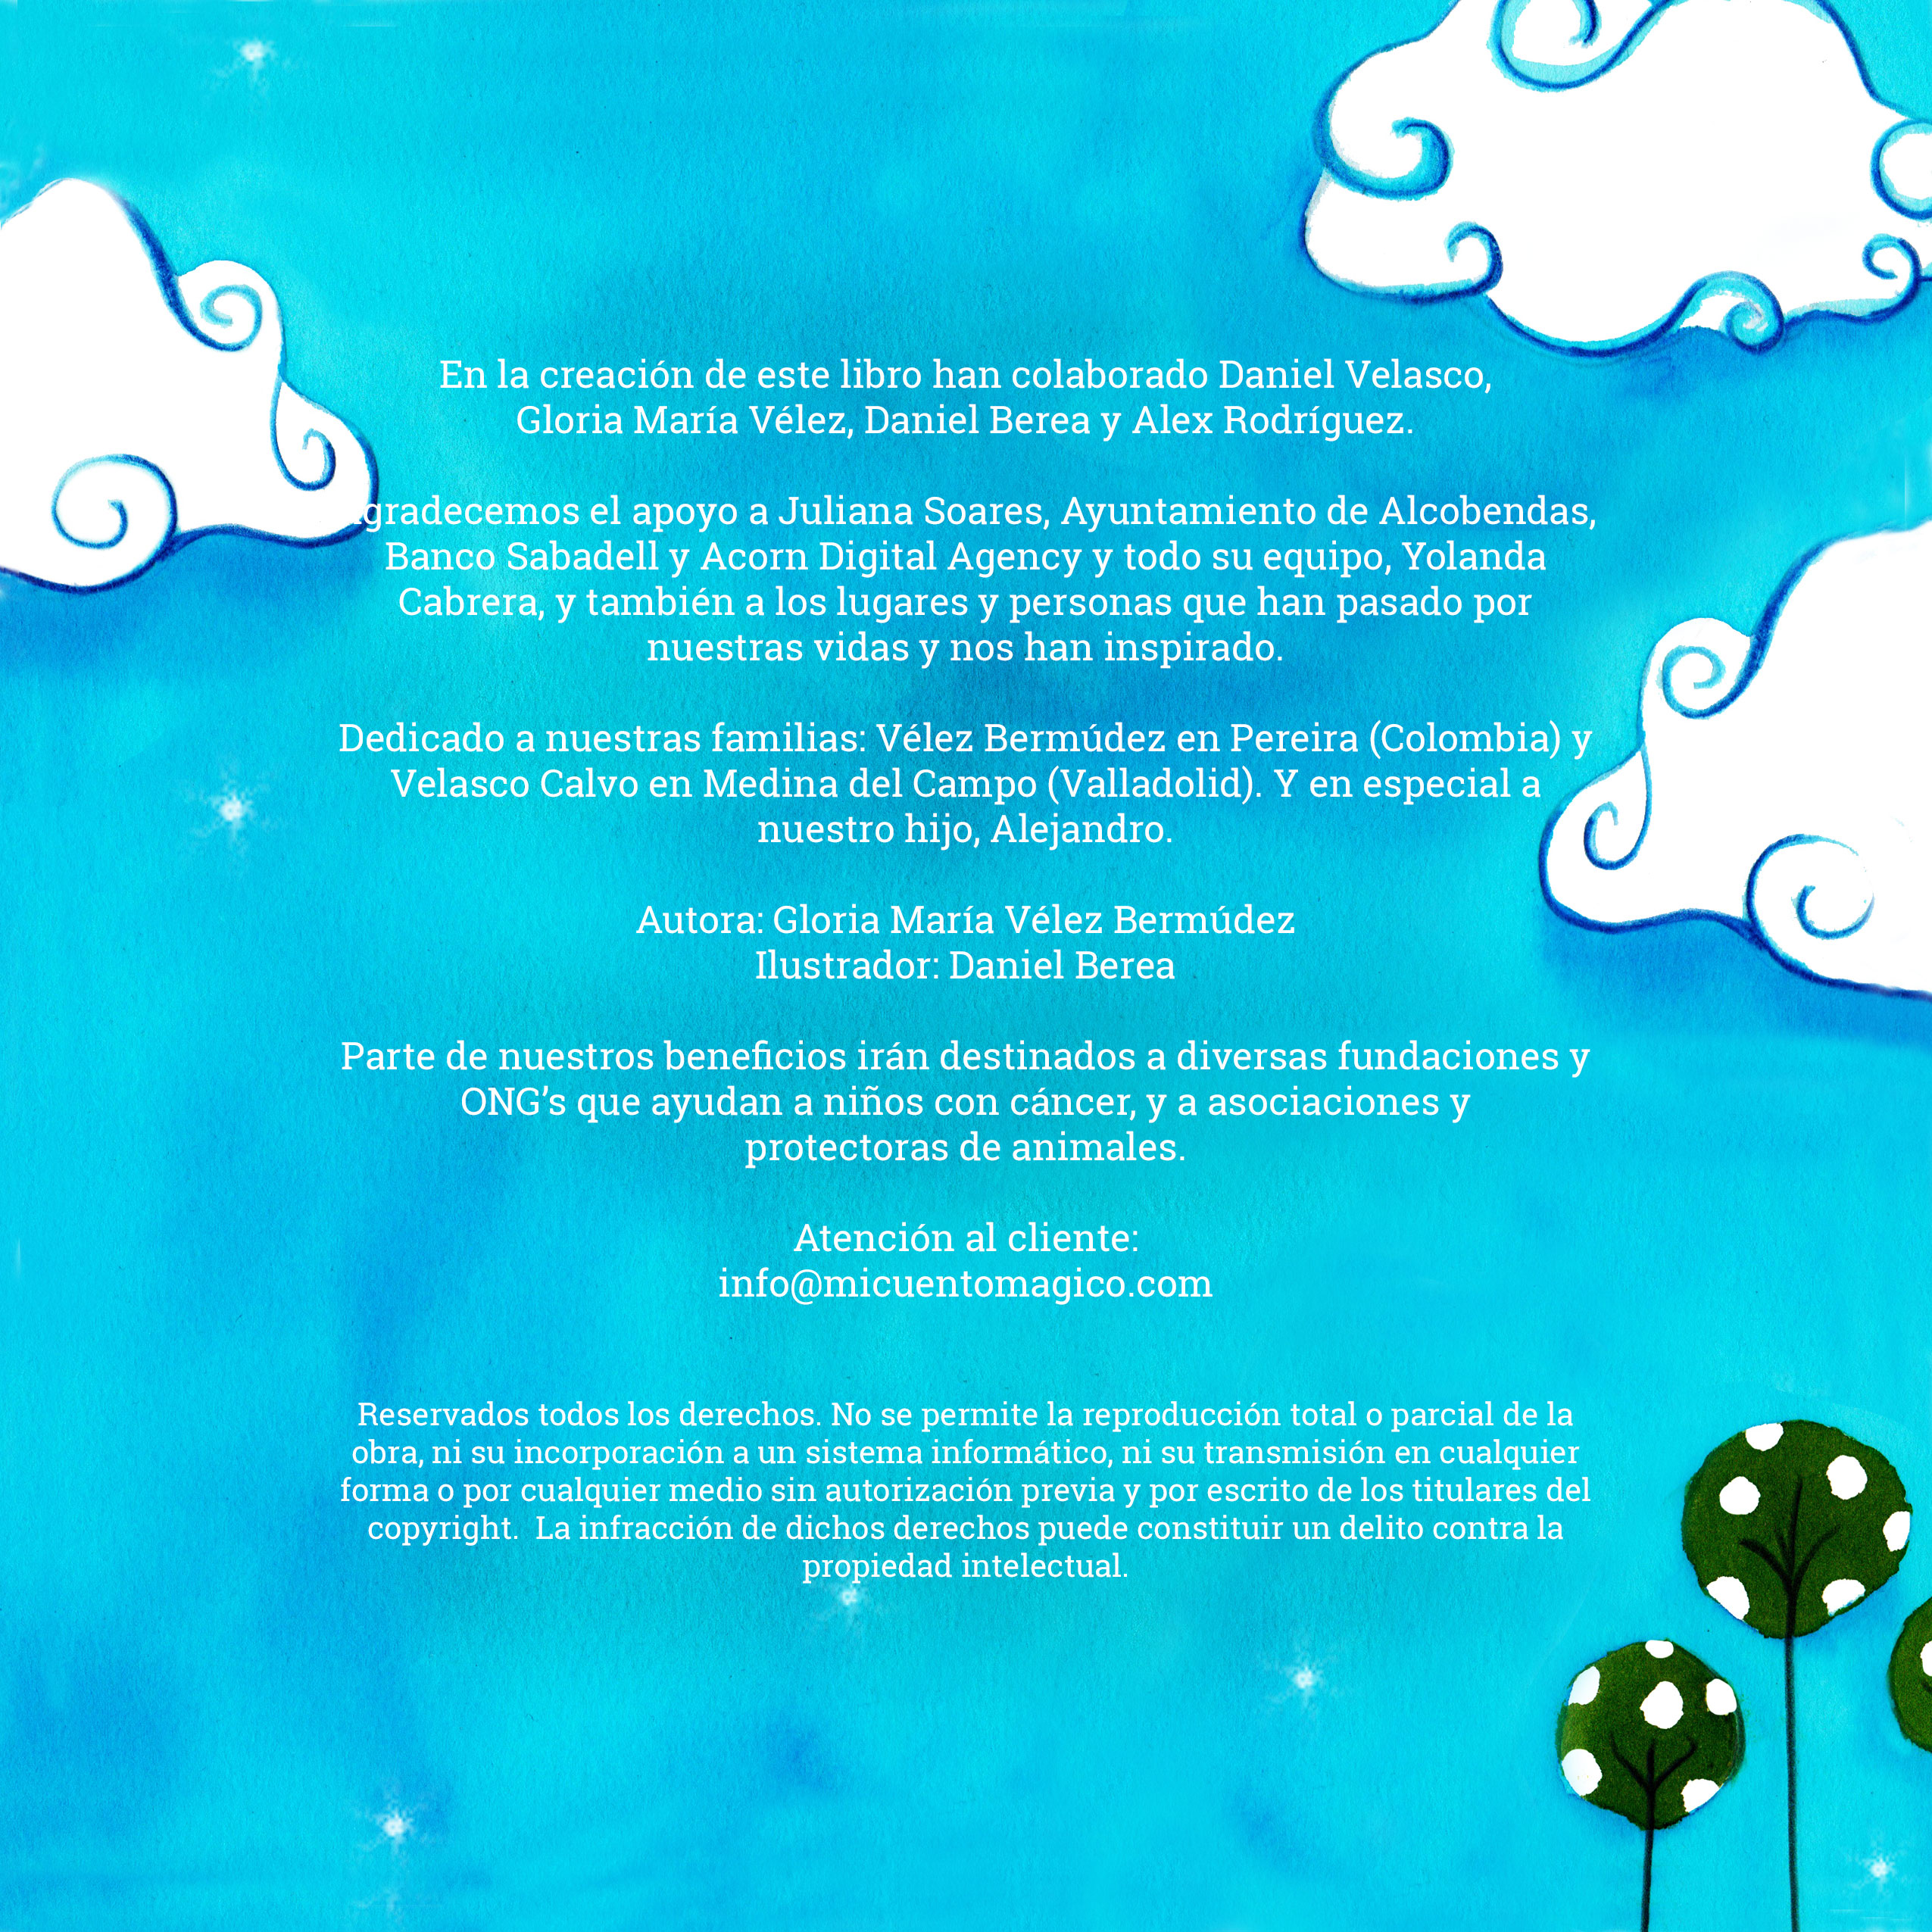 En la creación de este libro han colaborado Daniel Velasco,
Gloria María Vélez, Daniel Berea y Alex Rodríguez.
Agradecemos el apoyo a Juliana Soares, Ayuntamiento de Alcobendas,
Banco Sabadell y Acorn Digital Agency y todo su equipo, Yolanda
Cabrera, y también a los lugares y personas que han pasado por
nuestras vidas y nos han inspirado.
Dedicado a nuestras familias: Vélez Bermúdez en Pereira (Colombia) y
Velasco Calvo en Medina del Campo (Valladolid). Y en especial a
nuestro hijo, Alejandro.
Autora: Gloria María Vélez Bermúdez
Ilustrador: Daniel Berea
Parte de nuestros beneficios irán destinados a diversas fundaciones y
ONG’s que ayudan a niños con cáncer, y a asociaciones y
protectoras de animales.
Atención al cliente:
info@micuentomagico.com
Reservados todos los derechos. No se permite la reproducción total o parcial de la
obra, ni su incorporación a un sistema informático, ni su transmisión en cualquier
forma o por cualquier medio sin autorización previa y por escrito de los titulares del
copyright.  La infracción de dichos derechos puede constituir un delito contra la
propiedad intelectual.